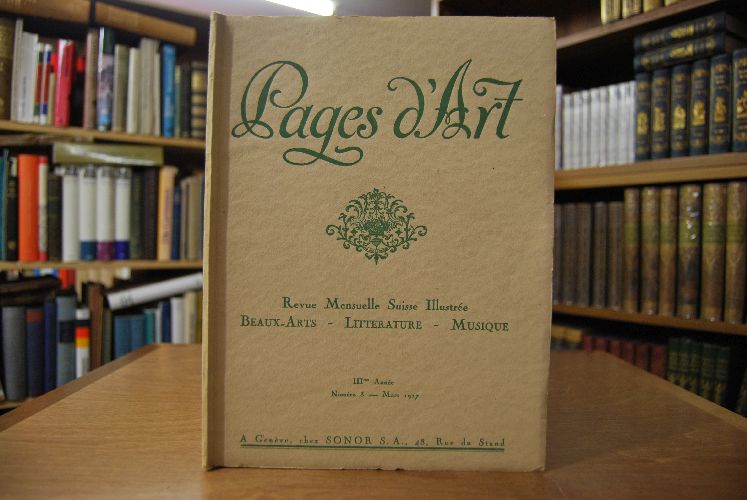 Pages d'Art
Revue Mensuelle Suisse Illustrée
BEAUX-ARTS - LITTERATURE - MUSIQUE
IIIme Année
Numéro 3 — Mars 1917
A Genève, chez SONOR S.A., 48, Rue du Stand